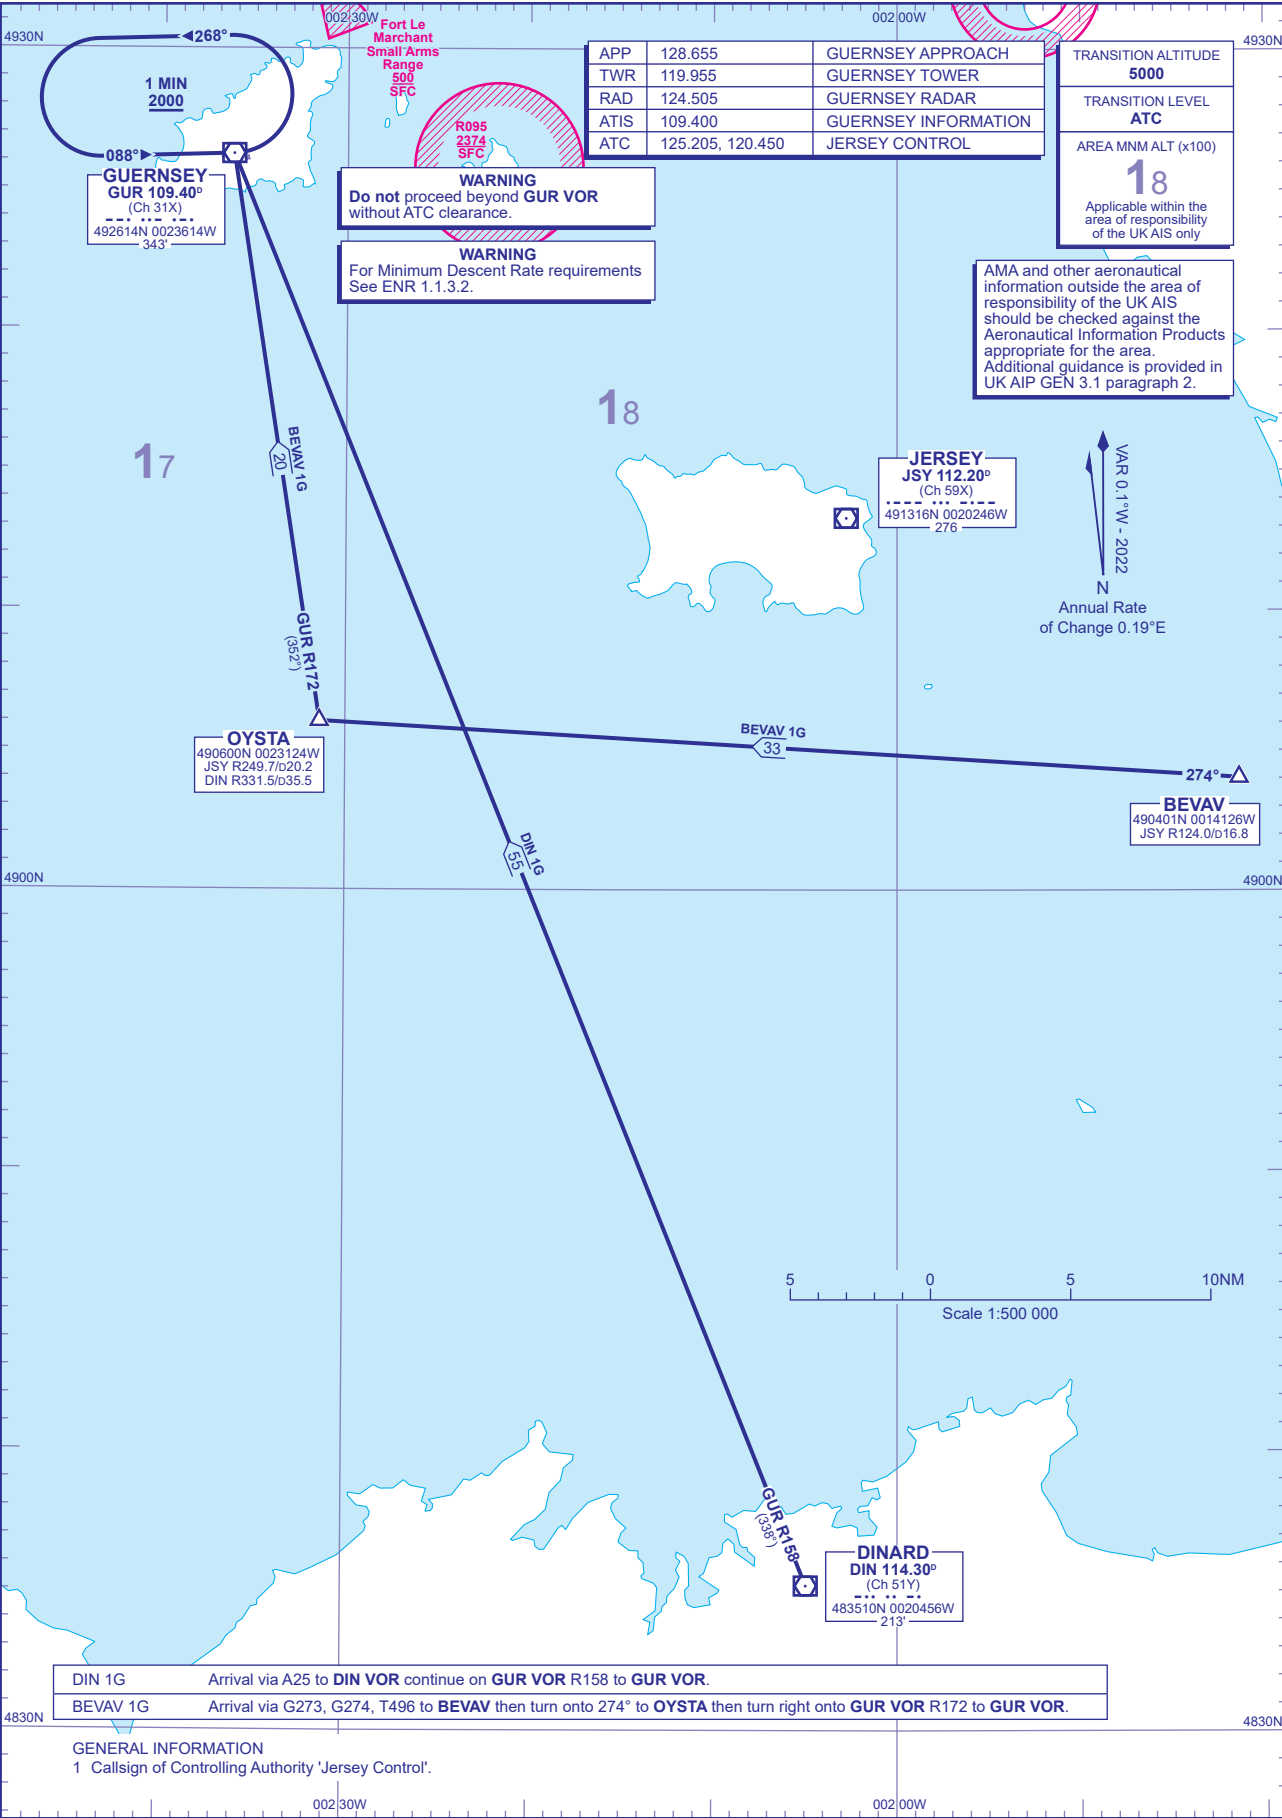 002 30W
002 00W
4930N
4930N
268°
1 MIN
2000
088°
Fort Le
Marchant
Small Arms
Range
500
SFC
R095
2374
SFC
APP 128.655 GUERNSEY APPROACH
TWR 119.955 GUERNSEY TOWER
RAD 124.505 GUERNSEY RADAR
ATIS 109.400 GUERNSEY INFORMATION
ATC 125.205, 120.450 JERSEY CONTROL
TRANSITION ALTITUDE
5000
TRANSITION LEVEL
ATC
AREA MNM ALT (x100)
18
Applicable within the
area of responsibility
of the UK AIS only
GUERNSEY
GUR 109.40D
(Ch 31X)
492614N 0023614W
343'
WARNING
Do not proceed beyond GUR VOR
without ATC clearance.
WARNING
For Minimum Descent Rate requirements
See ENR 1.1.3.2.
AMA and other aeronautical
information outside the area of
responsibility of the UK AIS
should be checked against the
Aeronautical Information Products
appropriate for the area.
Additional guidance is provided in
UK AIP GEN 3.1 paragraph 2.
17
18
BEVAV 1G
20
JERSEY
JSY 112.20D
(Ch 59X)
491316N 0020246W
276
VAR 0.1°W - 2022
N
Annual Rate
of Change 0.19°E
GUR R172
(352°)
OYSTA
490600N 0023124W
JSY R249.7/D20.2
DIN R331.5/D35.5
BEVAV 1G
33
274°
BEVAV
490401N 0014126W
JSY R124.0/D16.8
DIN 1G
55
4900N
4900N
5 0 5 10NM
Scale 1:500 000
GUR R158
(338°)
DINARD
DIN 114.30D
(Ch 51Y)
483510N 0020456W
213'
DIN 1G Arrival via A25 to DIN VOR continue on GUR VOR R158 to GUR VOR.
BEVAV 1G Arrival via G273, G274, T496 to BEVAV then turn onto 274° to OYSTA then turn right onto GUR VOR R172 to GUR VOR.
4830N
4830N
GENERAL INFORMATION
1 Callsign of Controlling Authority 'Jersey Control'.
002 30W
002 00W